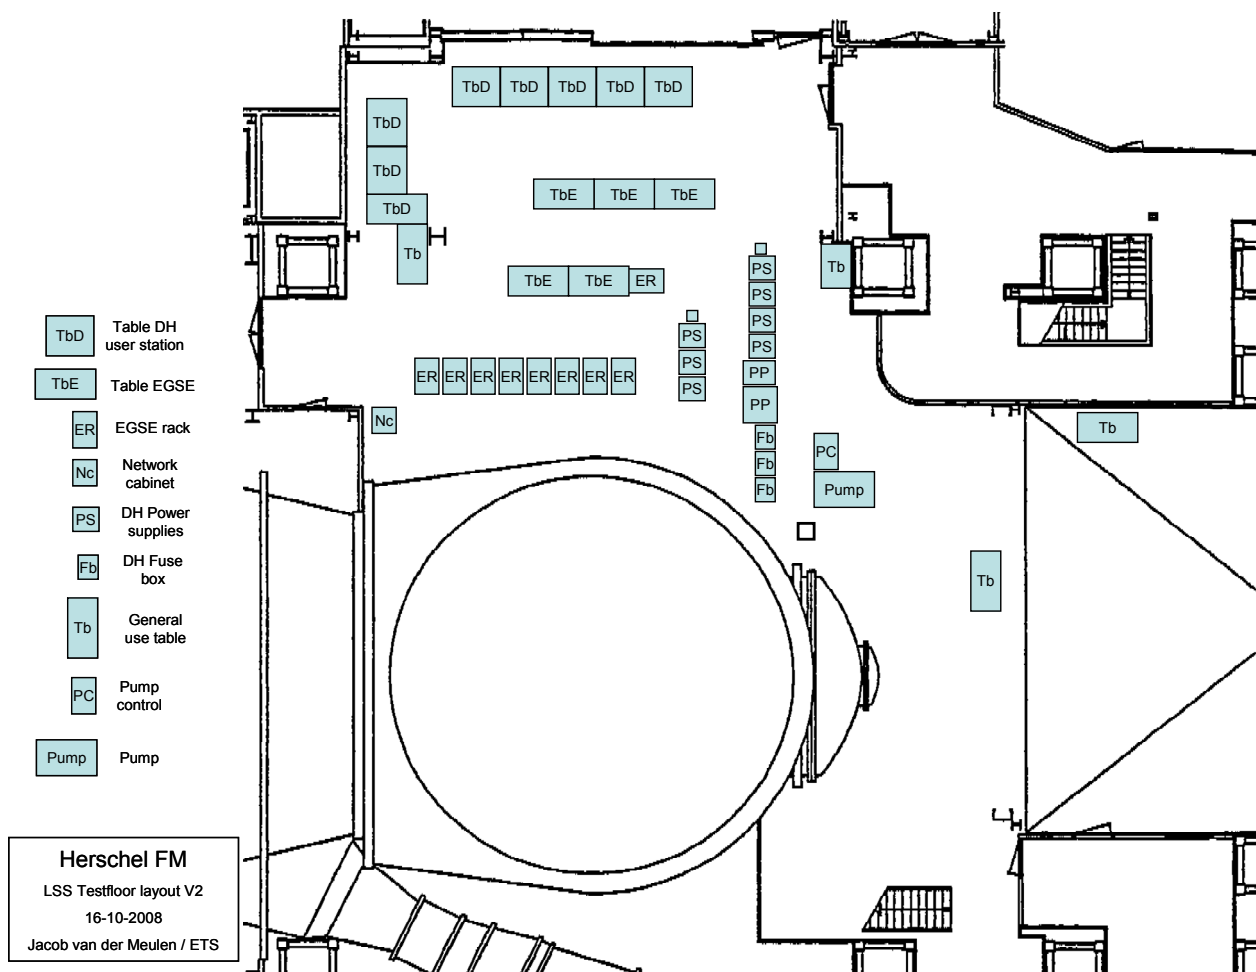 TbD TbD TbD TbD TbD
TbD
TbD
TbD
Tb
TbE TbE TbE
Tb
PS
PS
PS
PS
PP
PP
Fb
Fb
Fb
TbE TbE ER
PS
PS
PS
ER ER ER ER ER ER ER ER
Nc
PC
Pump
Tb
Tb
TbD Table DH
user station
TbE Table EGSE
ER EGSE rack
Nc Network
cabinet
PS DH Power
supplies
Fb DH Fuse
box
Tb General
use table
PC Pump
control
Pump Pump
Herschel FM
LSS Testfloor layout V2
16-10-2008
Jacob van der Meulen / ETS